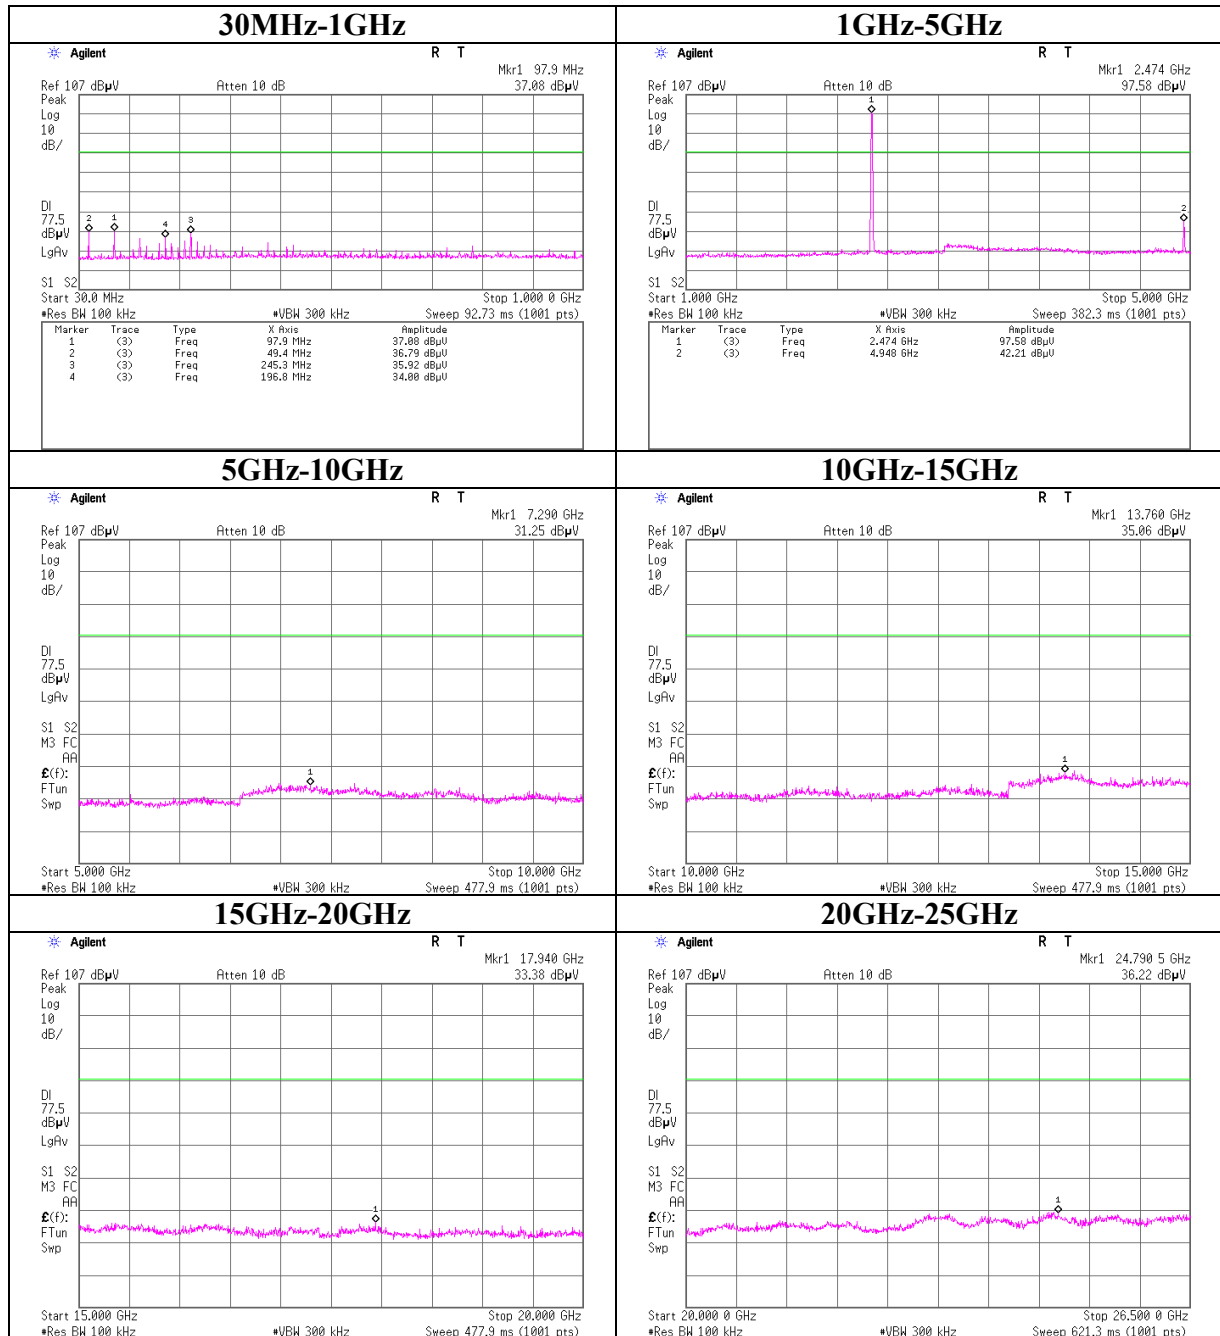 30MHz-1GHz
Agilent
R T
Mkr1 97.9 MHz
Ref 107 dBµV
Atten 10 dB
37.08 dBµV
Peak
Log
10
dB/
DI
77.5
dBµV
LgAv
S1 S2
2
1
4
3
Start 30.0 MHz
Stop 1.000 0 GHz
#Res BW 100 kHz
#VBW 300 kHz
Sweep 92.73 ms (1001 pts)
Marker Trace Type X Axis Amplitude
1 (3) Freq 97.9 MHz 37.08 dBµV
2 (3) Freq 49.4 MHz 36.79 dBµV
3 (3) Freq 245.3 MHz 35.92 dBµV
4 (3) Freq 196.8 MHz 34.00 dBµV
1GHz-5GHz
Agilent
R T
Mkr1 2.474 GHz
Ref 107 dBµV
Atten 10 dB
97.58 dBµV
Peak
Log
10
dB/
DI
77.5
dBµV
LgAv
S1 S2
1
2
Start 1.000 GHz
Stop 5.000 GHz
#Res BW 100 kHz
#VBW 300 kHz
Sweep 382.3 ms (1001 pts)
Marker Trace Type X Axis Amplitude
1 (3) Freq 2.474 GHz 97.58 dBµV
2 (3) Freq 4.948 GHz 42.21 dBµV
5GHz-10GHz
Agilent
R T
Mkr1 7.290 GHz
Ref 107 dBµV
Atten 10 dB
31.25 dBµV
Peak
Log
10
dB/
DI
77.5
dBµV
LgAv
S1 S2
M3 FC
AA
£(f):
FTun
Swp
1
Start 5.000 GHz
Stop 10.000 GHz
#Res BW 100 kHz
#VBW 300 kHz
Sweep 477.9 ms (1001 pts)
10GHz-15GHz
Agilent
R T
Mkr1 13.760 GHz
Ref 107 dBµV
Atten 10 dB
35.06 dBµV
Peak
Log
10
dB/
DI
77.5
dBµV
LgAv
S1 S2
M3 FC
AA
£(f):
FTun
Swp
1
Start 10.000 GHz
Stop 15.000 GHz
#Res BW 100 kHz
#VBW 300 kHz
Sweep 477.9 ms (1001 pts)
15GHz-20GHz
Agilent
R T
Mkr1 17.940 GHz
Ref 107 dBµV
Atten 10 dB
33.38 dBµV
Peak
Log
10
dB/
DI
77.5
dBµV
LgAv
S1 S2
M3 FC
AA
£(f):
FTun
Swp
1
Start 15.000 GHz
Stop 20.000 GHz
#Res BW 100 kHz
#VBW 300 kHz
Sweep 477.9 ms (1001 pts)
20GHz-25GHz
Agilent
R T
Mkr1 24.790 5 GHz
Ref 107 dBµV
Atten 10 dB
36.22 dBµV
Peak
Log
10
dB/
DI
77.5
dBµV
LgAv
S1 S2
M3 FC
AA
£(f):
FTun
Swp
1
Start 20.000 0 GHz
Stop 26.500 0 GHz
#Res BW 100 kHz
#VBW 300 kHz
Sweep 621.3 ms (1001 pts)